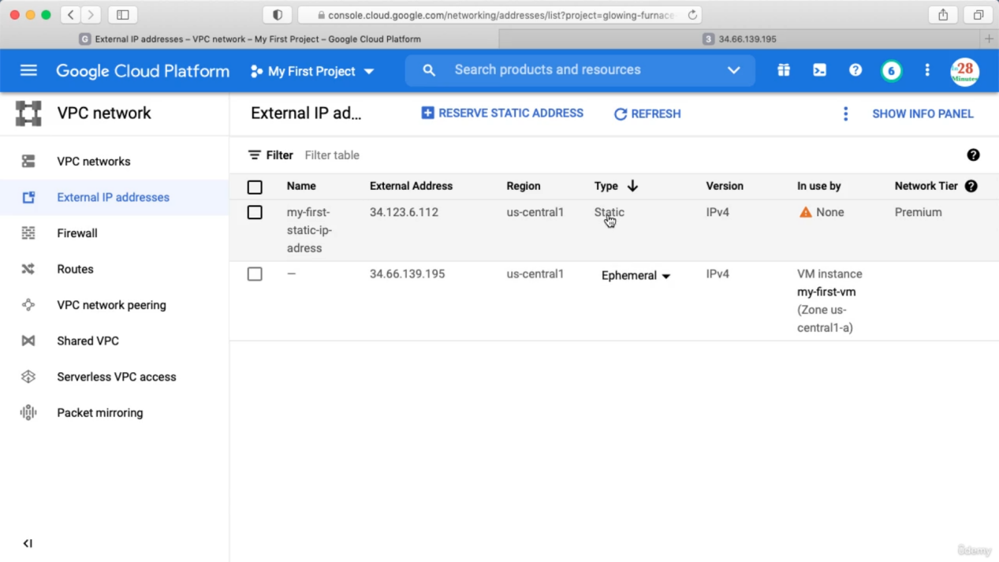 console.cloud.google.com/networking/addresses/list?project=glowing-furnace
G External IP addresses – VPC network – My First Project – Google Cloud Platform
3 34.66.139.195
Google Cloud Platform
My First Project
Search products and resources
6
in28
Minutes
VPC network
External IP ad...
RESERVE STATIC ADDRESS
REFRESH
SHOW INFO PANEL
VPC networks
External IP addresses
Firewall
Routes
VPC network peering
Shared VPC
Serverless VPC access
Packet mirroring
Filter Filter table
Name External Address Region Type Version In use by Network Tier
my-first-
static-ip-
adress
34.123.6.112 us-central1 Static IPv4 None Premium
— 34.66.139.195 us-central1 Ephemeral IPv4 VM instance
my-first-vm
(Zone us-
central1-a)
ûdemy